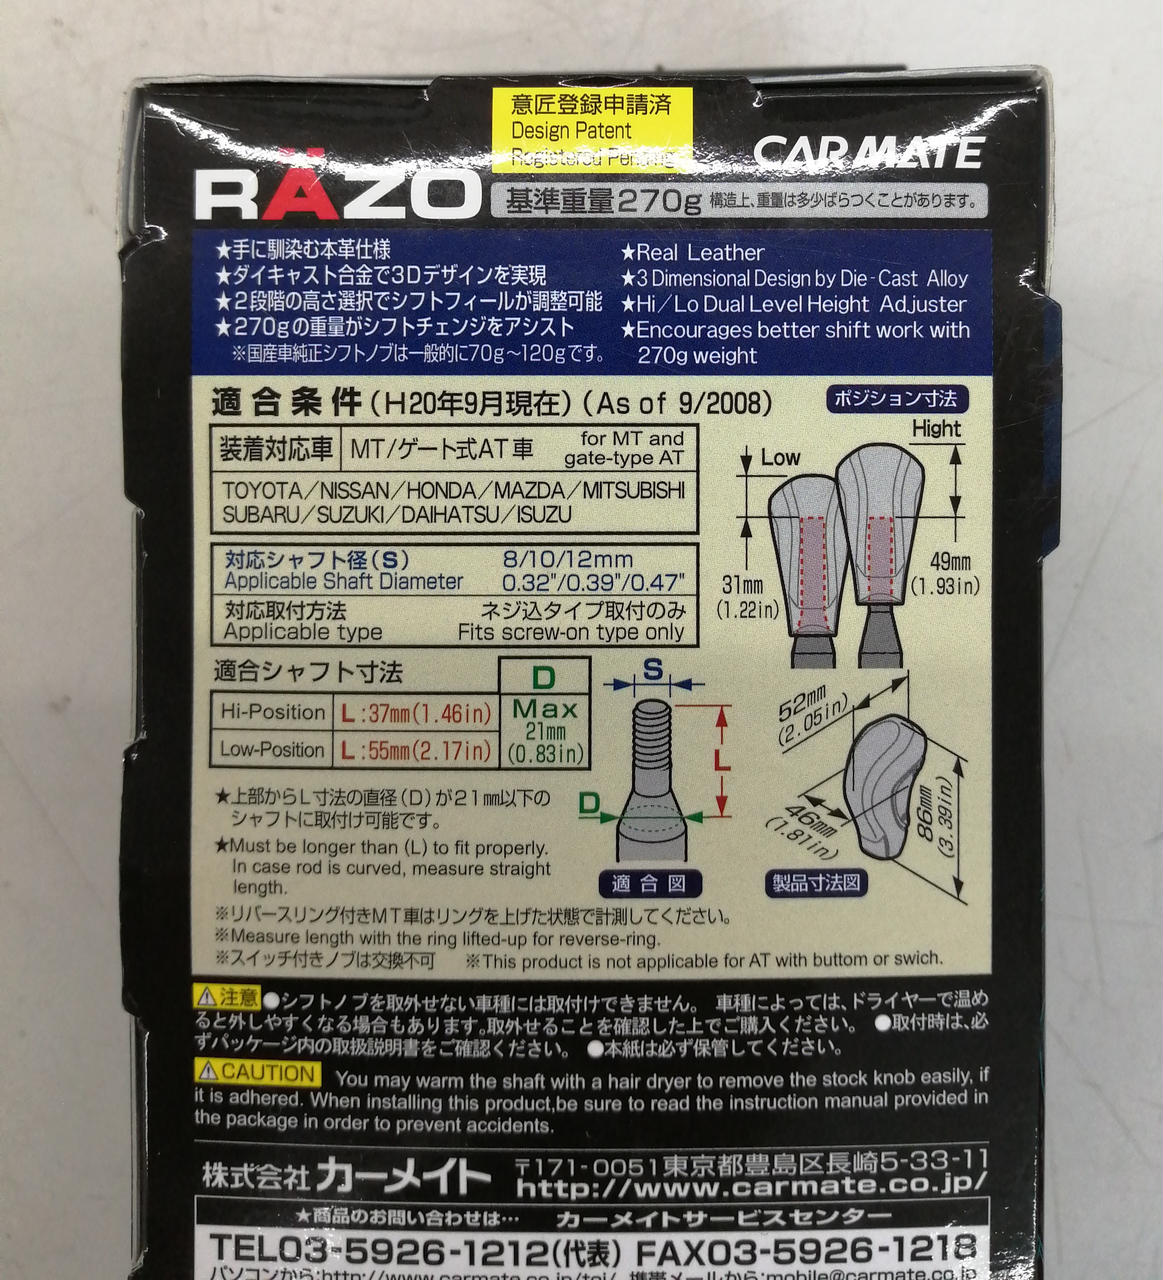 意匠登録申請済
Design Patent
Registered Pending
CAR MATE
RÄZO
基準重量270g 構造上、重量は多少ばらつくことがあります。
★手に馴染む本革仕様
★ダイキャスト合金で3Dデザインを実現
★2段階の高さ選択でシフトフィールが調整可能
★270gの重量がシフトチェンジをアシスト
※国産車純正シフトノブは一般的に70g~120gです。
★Real Leather
★3 Dimensional Design by Die-Cast Alloy
★Hi/Lo Dual Level Height Adjuster
★Encourages better shift work with
270g weight
適合条件(H20年9月現在)(As of 9/2008)
装着対応車 MT/ゲート式AT車 for MT and
gate-type AT
TOYOTA/NISSAN/HONDA/MAZDA/MITSUBISHI
SUBARU/SUZUKI/DAIHATSU/ISUZU
対応シャフト径(S) 8/10/12mm
Applicable Shaft Diameter 0.32"/0.39"/0.47"
対応取付方法 ネジ込タイプ取付のみ
Applicable type Fits screw-on type only
ポジション寸法
Hight
Low
31mm
(1.22in)
49mm
(1.93in)
適合シャフト寸法
D
Hi-Position L:37mm(1.46in)
Low-Position L:55mm(2.17in)
Max
21mm
(0.83in)
S
L
D
適合図
52mm
(2.05in)
46mm
(1.81in)
86mm
(3.39in)
製品寸法図
★上部からL寸法の直径(D)が21mm以下の
シャフトに取付け可能です。
★Must be longer than (L) to fit properly.
In case rod is curved, measure straight
length.
※リバースリング付きMT車はリングを上げた状態で計測してください。
※Measure length with the ring lifted-up for reverse-ring.
※スイッチ付きノブは交換不可 ※This product is not applicable for AT with buttom or swich.
⚠注意 ●シフトノブを取外せない車種には取付けできません。 車種によっては、ドライヤーで温め
ると外しやすくなる場合もあります。取外せることを確認した上でご購入ください。 ●取付時は、必
ずパッケージ内の取扱説明書をご確認ください。 ●本紙は必ず保管してください。
⚠CAUTION You may warm the shaft with a hair dryer to remove the stock knob easily, if
it is adhered. When installing this product,be sure to read the instruction manual provided in
the package in order to prevent accidents.
株式会社 カーメイト 〒171-0051東京都豊島区長崎5-33-11
http://www.carmate.co.jp/
★商品のお問い合わせは… カーメイトサービスセンター
TEL03-5926-1212(代表) FAX03-5926-1218
パソコンから:http://www.carmate.co.jp/toi/ 携帯メールから:mobile@carmate.co.jp